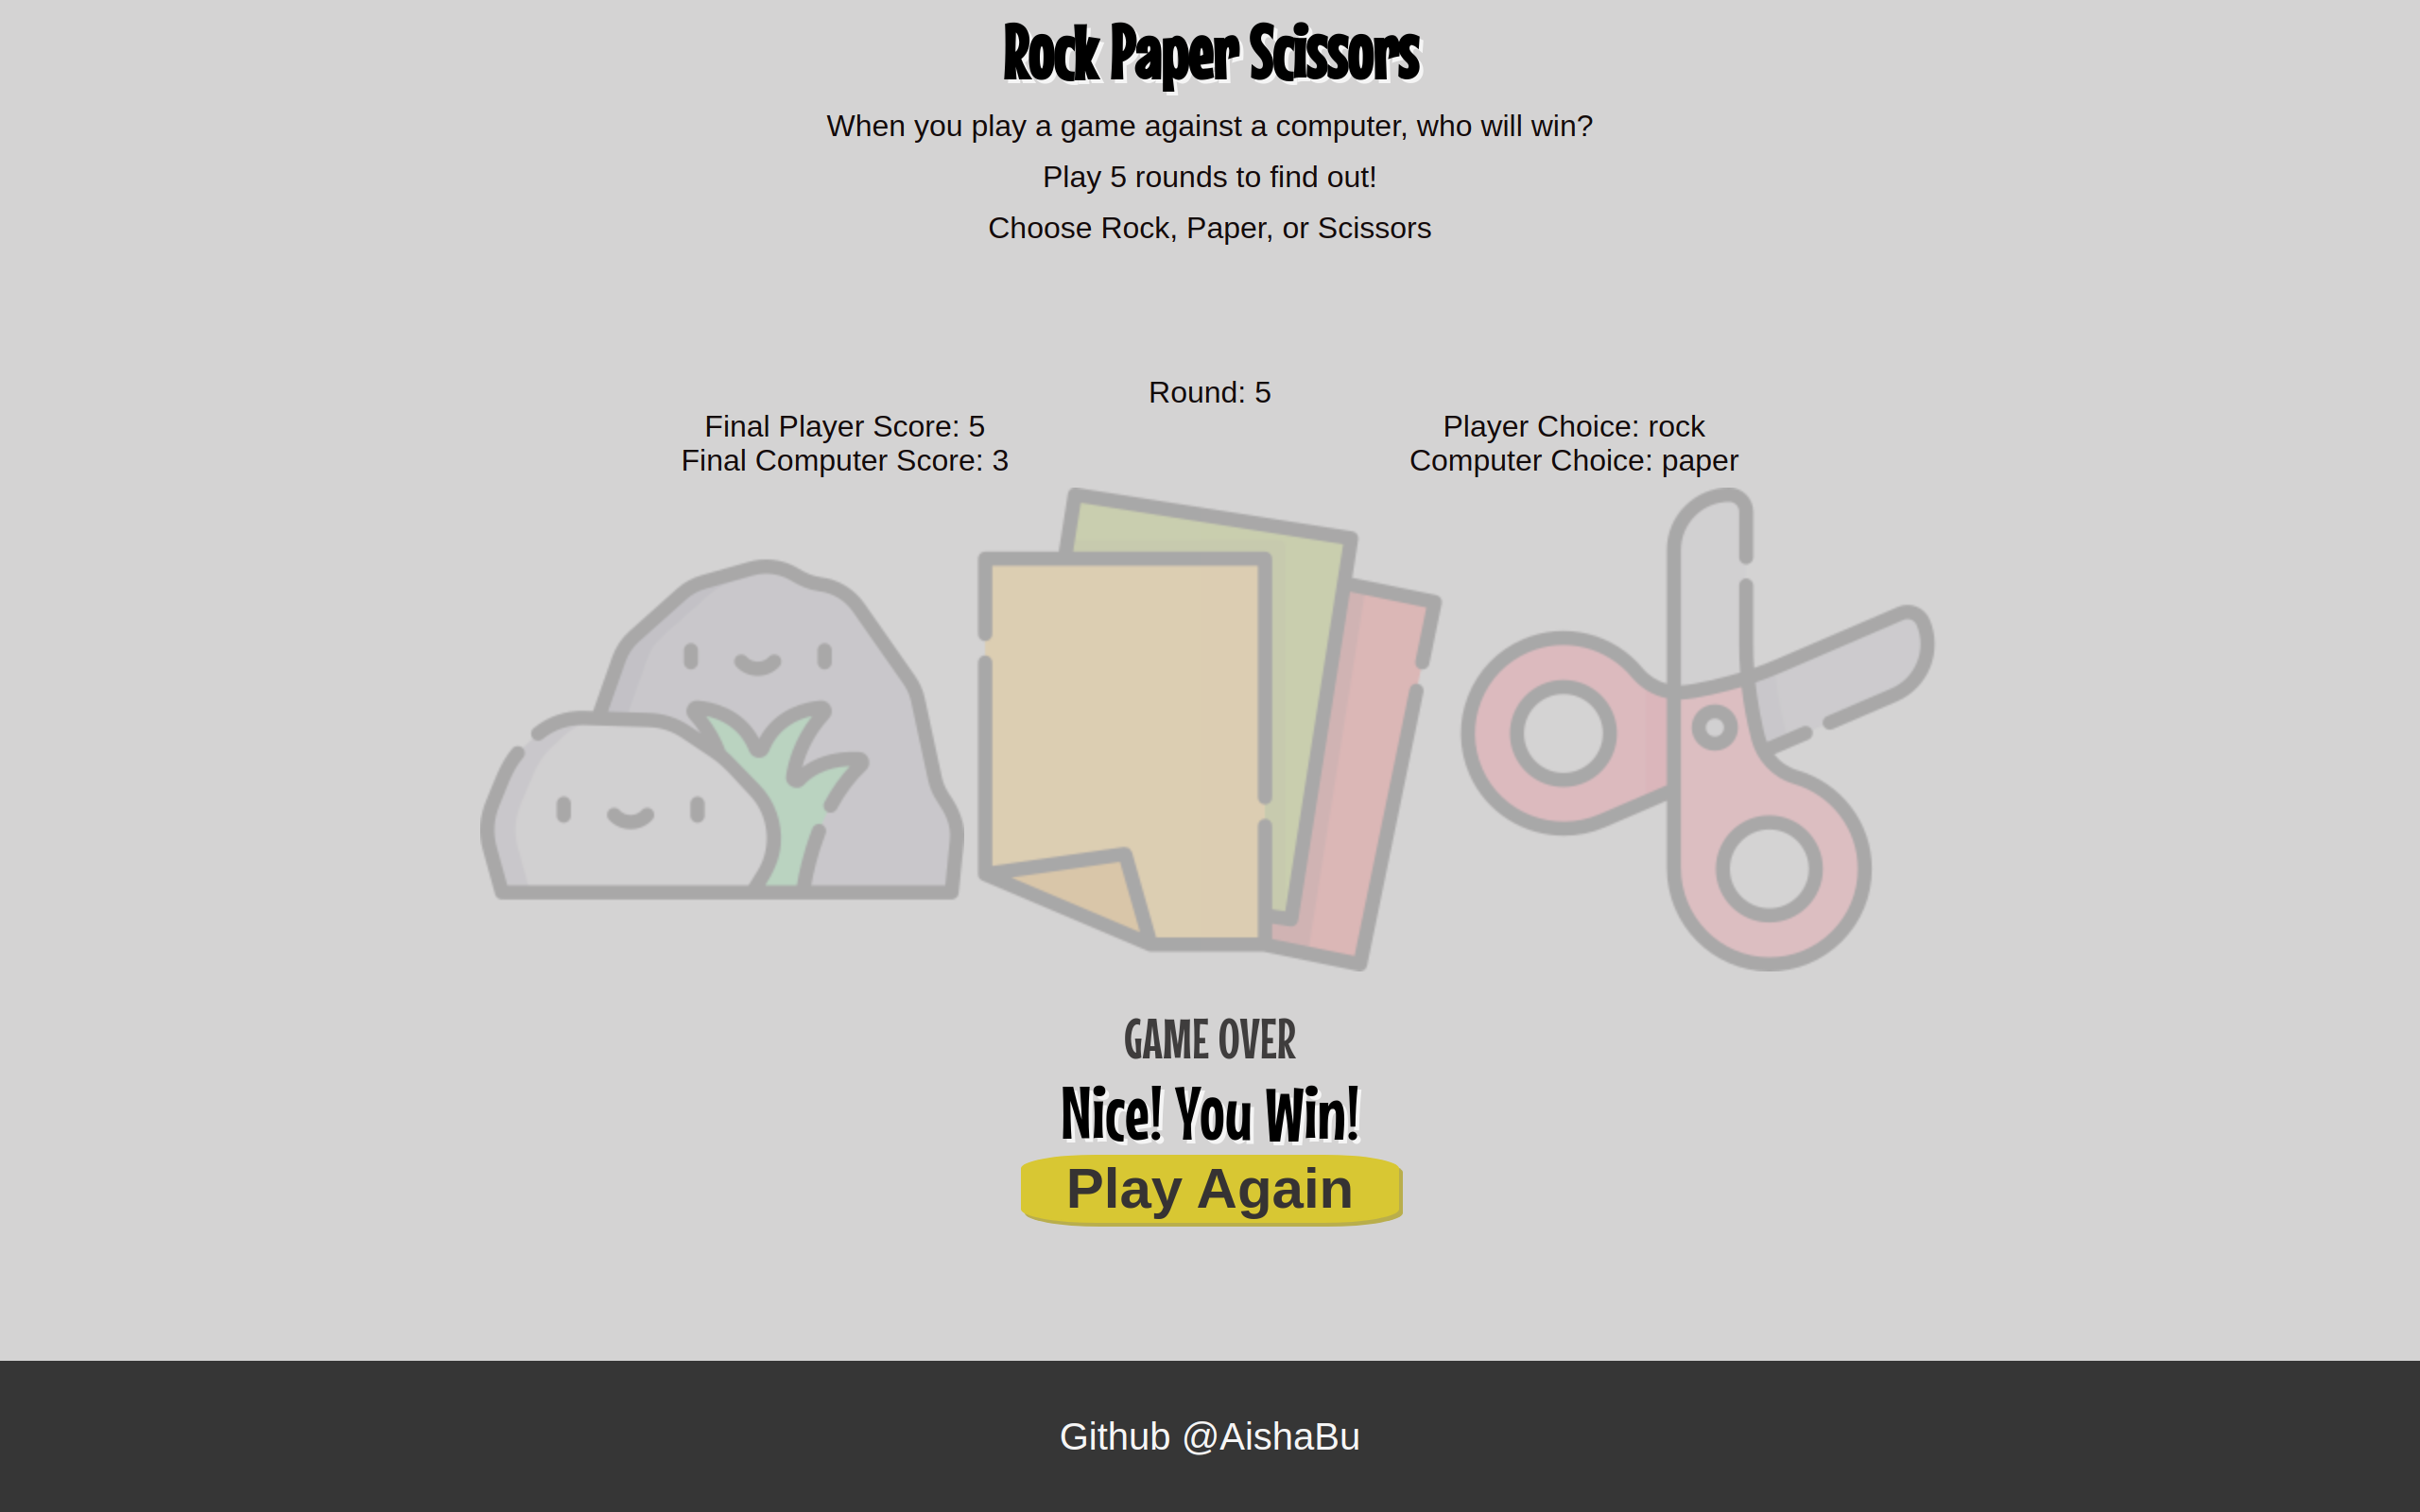 Rock Paper Scissors
When you play a game against a computer, who will win?
Play 5 rounds to find out!
Choose Rock, Paper, or Scissors
Round: 5
Final Player Score: 5
Final Computer Score: 3
Player Choice: rock
Computer Choice: paper
GAME OVER
Nice! You Win!
Play Again
Github @AishaBu